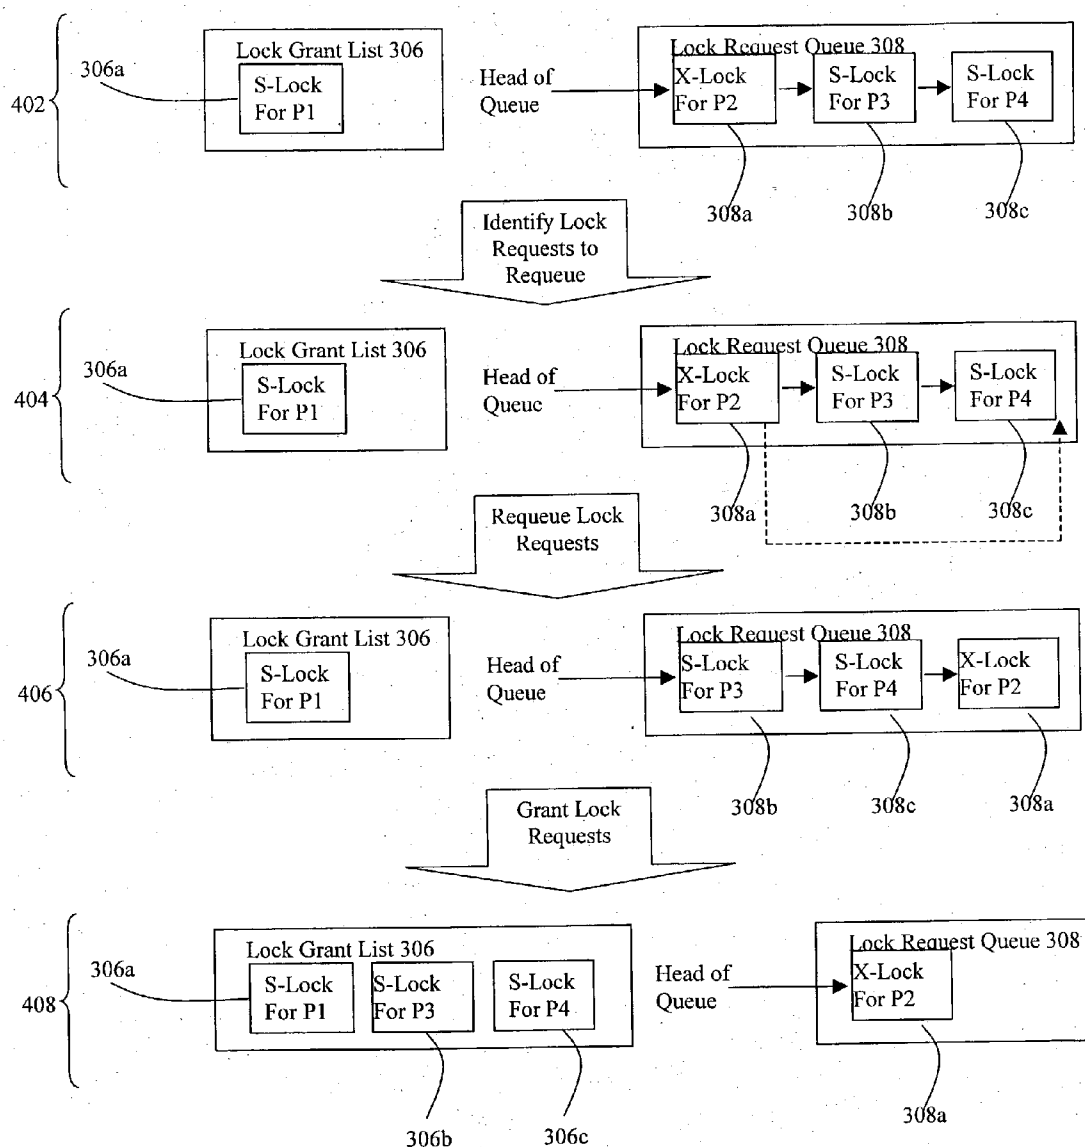 Lock Grant List 306
Lock Request Queue 308
306a
S-Lock
For P1
Head of
Queue
X-Lock
For P2
S-Lock
For P3
S-Lock
For P4
402
308a
308b
308c
Identify Lock
Requests to
Requeue
Lock Grant List 306
Lock Request Queue 308
306a
S-Lock
For P1
Head of
Queue
X-Lock
For P2
S-Lock
For P3
S-Lock
For P4
404
308a
308b
308c
Requeue Lock
Requests
Lock Grant List 306
Lock Request Queue 308
306a
S-Lock
For P1
Head of
Queue
S-Lock
For P3
S-Lock
For P4
X-Lock
For P2
406
308b
308c
308a
Grant Lock
Requests
Lock Grant List 306
Lock Request Queue 308
306a
S-Lock
For P1
S-Lock
For P3
S-Lock
For P4
Head of
Queue
X-Lock
For P2
408
306b
306c
308a